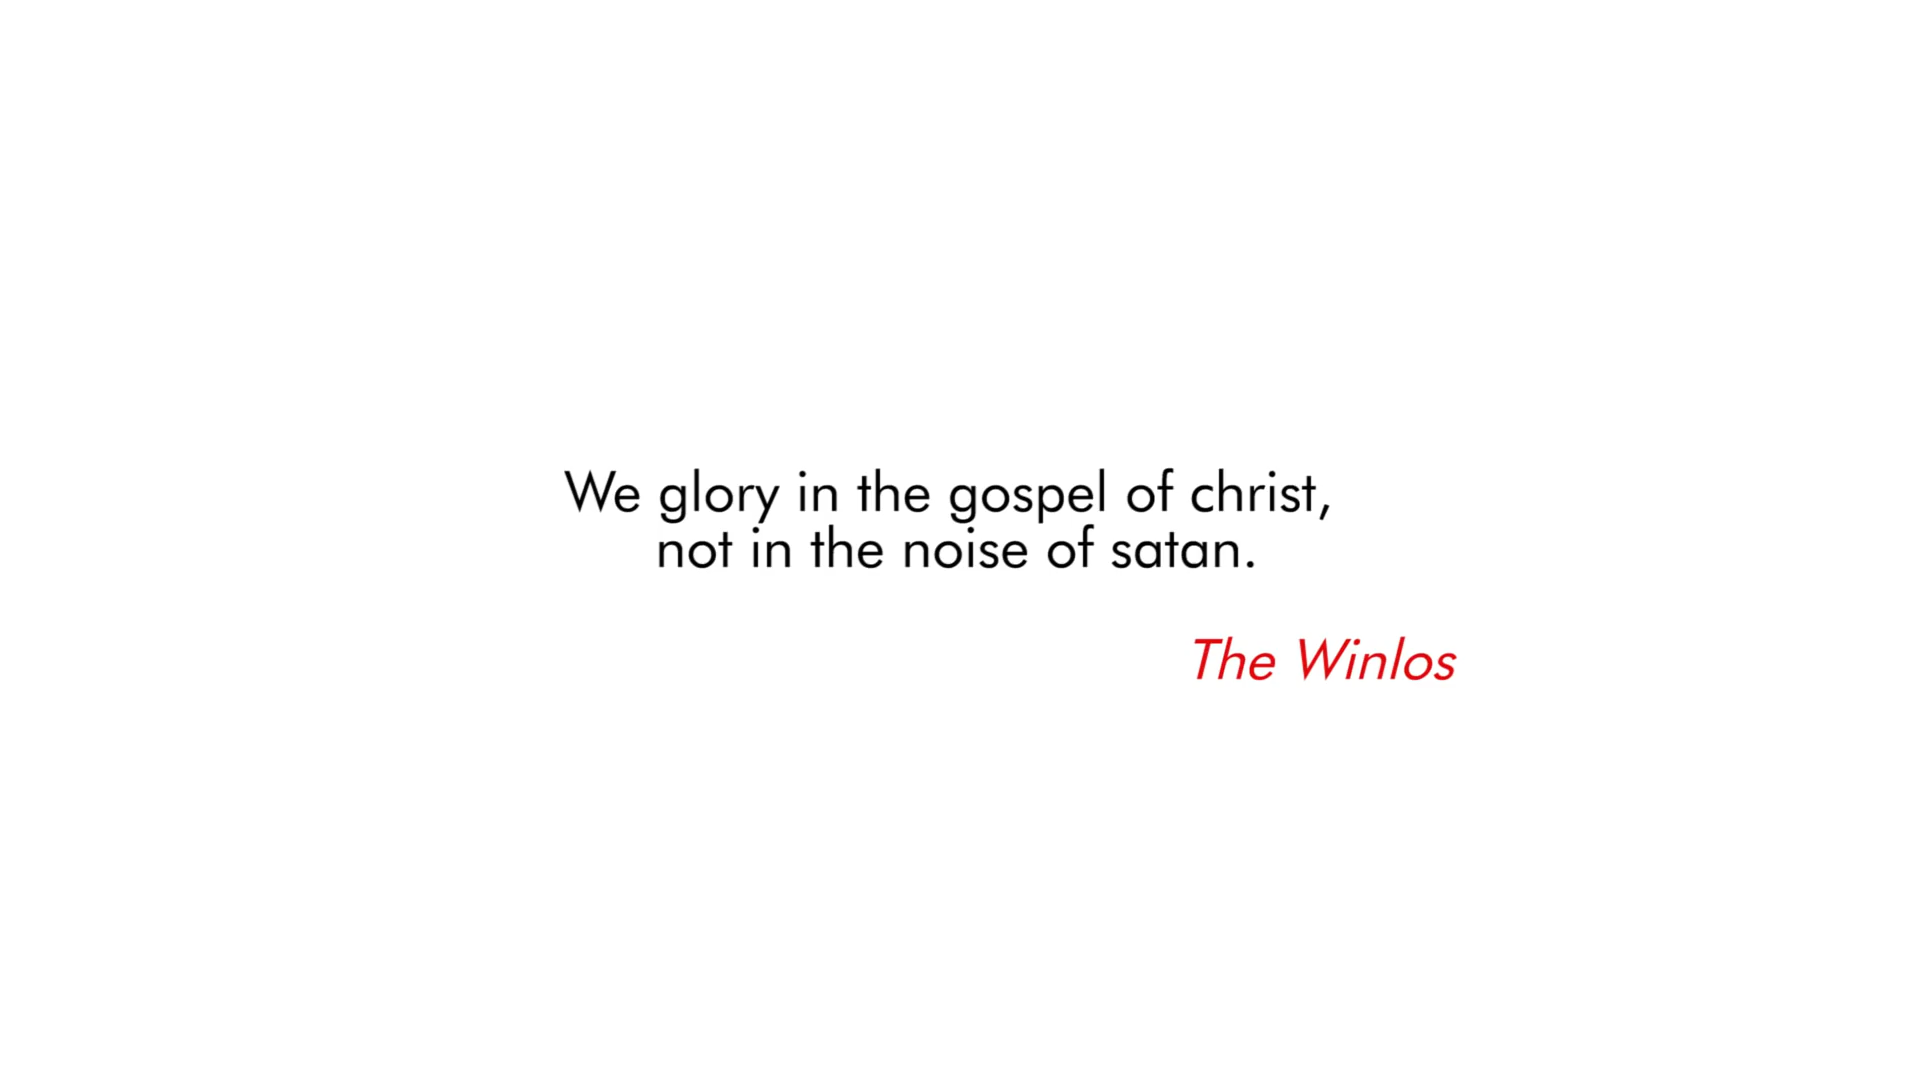 We glory in the gospel of christ,
not in the noise of satan.
The Winlos